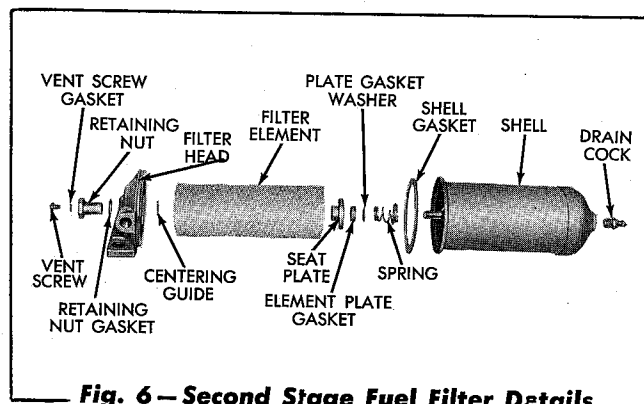 VENT SCREW
GASKET
RETAINING
NUT
FILTER
HEAD
FILTER
ELEMENT
PLATE GASKET
WASHER
SHELL
GASKET
SHELL
DRAIN
COCK
VENT
SCREW
RETAINING
NUT GASKET
CENTERING
GUIDE
SEAT
PLATE
ELEMENT PLATE
GASKET
SPRING
Fig. 6—Second Stage Fuel Filter Details